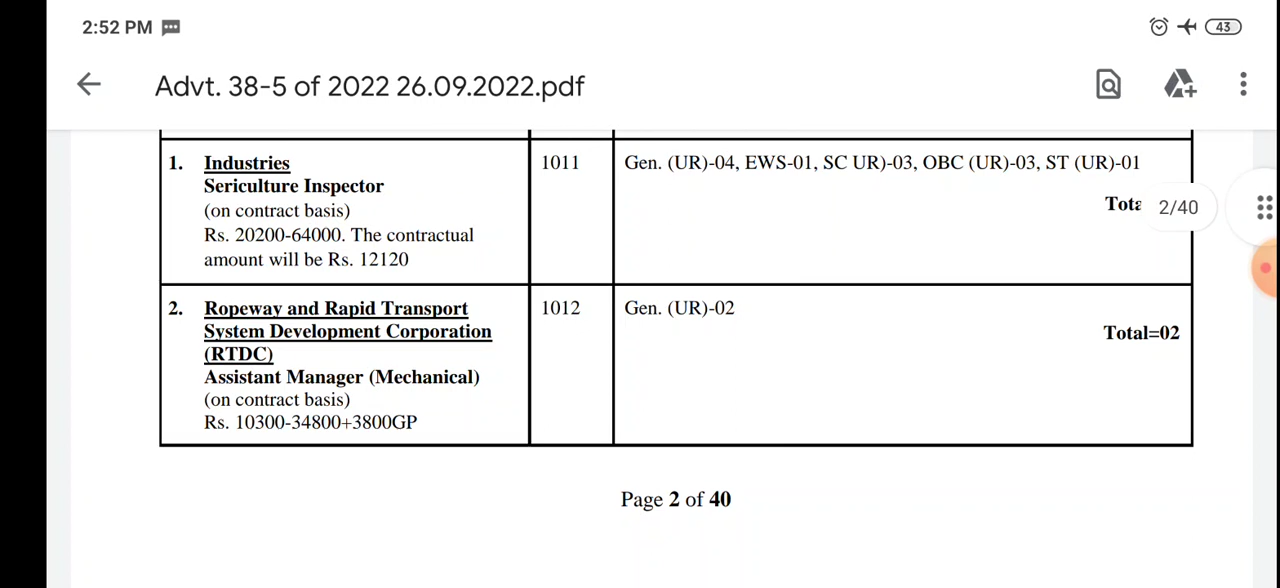 2:52 PM
43
Advt. 38-5 of 2022 26.09.2022.pdf
1. Industries 1011 Gen. (UR)-04, EWS-01, SC UR)-03, OBC (UR)-03, ST (UR)-01
Sericulture Inspector
(on contract basis)
2/40
Rs. 20200-64000. The contractual
amount will be Rs. 12120
2. Ropeway and Rapid Transport 1012 Gen. (UR)-02
System Development Corporation Total=02
(RTDC)
Assistant Manager (Mechanical)
(on contract basis)
Rs. 10300-34800+3800GP
Page 2 of 40